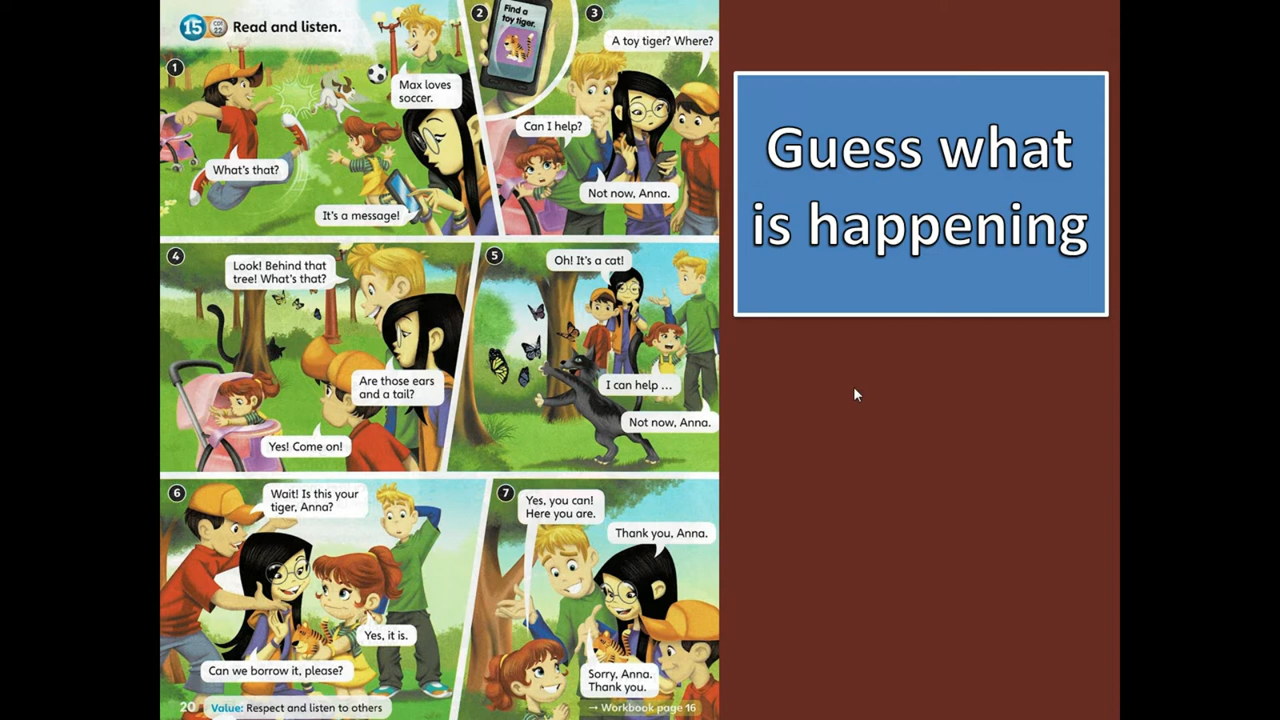 15 CD1 22 Read and listen.
1
Max loves
soccer.
What's that?
It's a message!
2
Find a
toy tiger.
3
A toy tiger? Where?
Can I help?
Not now, Anna.
4
Look! Behind that
tree! What's that?
Are those ears
and a tail?
Yes! Come on!
5
Oh! It's a cat!
I can help ...
Not now, Anna.
6
Wait! Is this your
tiger, Anna?
Yes, it is.
Can we borrow it, please?
7
Yes, you can!
Here you are.
Thank you, Anna.
Sorry, Anna.
Thank you.
20 Value: Respect and listen to others
→ Workbook page 16
Guess what
is happening